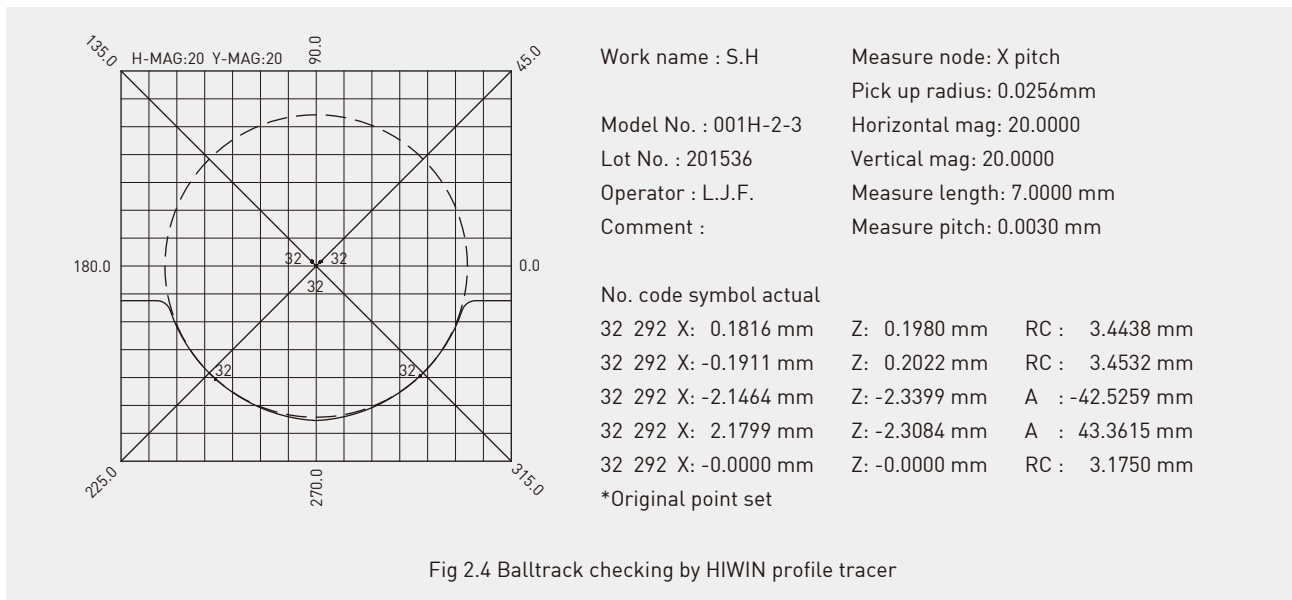 H-MAG:20 Y-MAG:20
135.0
90.0
45.0
180.0
0.0
32 32
32
32 32
225.0
270.0
315.0
Work name : S.H
Measure node: X pitch
Pick up radius: 0.0256mm
Model No. : 001H-2-3
Horizontal mag: 20.0000
Lot No. : 201536
Vertical mag: 20.0000
Operator : L.J.F.
Measure length: 7.0000 mm
Comment :
Measure pitch: 0.0030 mm
No. code symbol actual
32 292 X: 0.1816 mm Z: 0.1980 mm RC : 3.4438 mm
32 292 X: -0.1911 mm Z: 0.2022 mm RC : 3.4532 mm
32 292 X: -2.1464 mm Z: -2.3399 mm A : -42.5259 mm
32 292 X: 2.1799 mm Z: -2.3084 mm A : 43.3615 mm
32 292 X: -0.0000 mm Z: -0.0000 mm RC : 3.1750 mm
*Original point set
Fig 2.4 Balltrack checking by HIWIN profile tracer